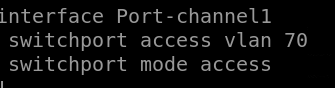 interface Port-channel1
 switchport access vlan 70
 switchport mode access
!